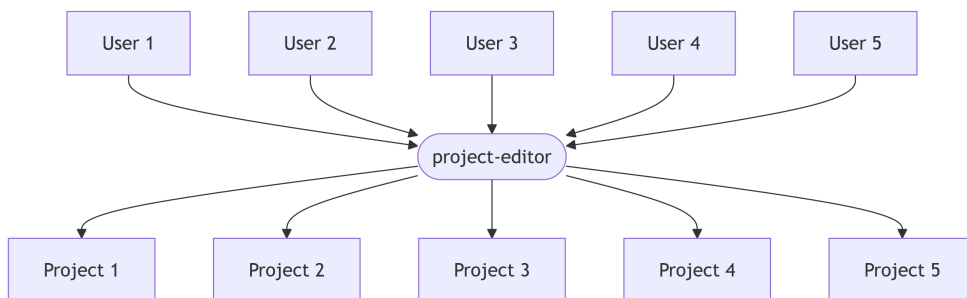 User 1
User 2
User 3
User 4
User 5
project-editor
Project 1
Project 2
Project 3
Project 4
Project 5